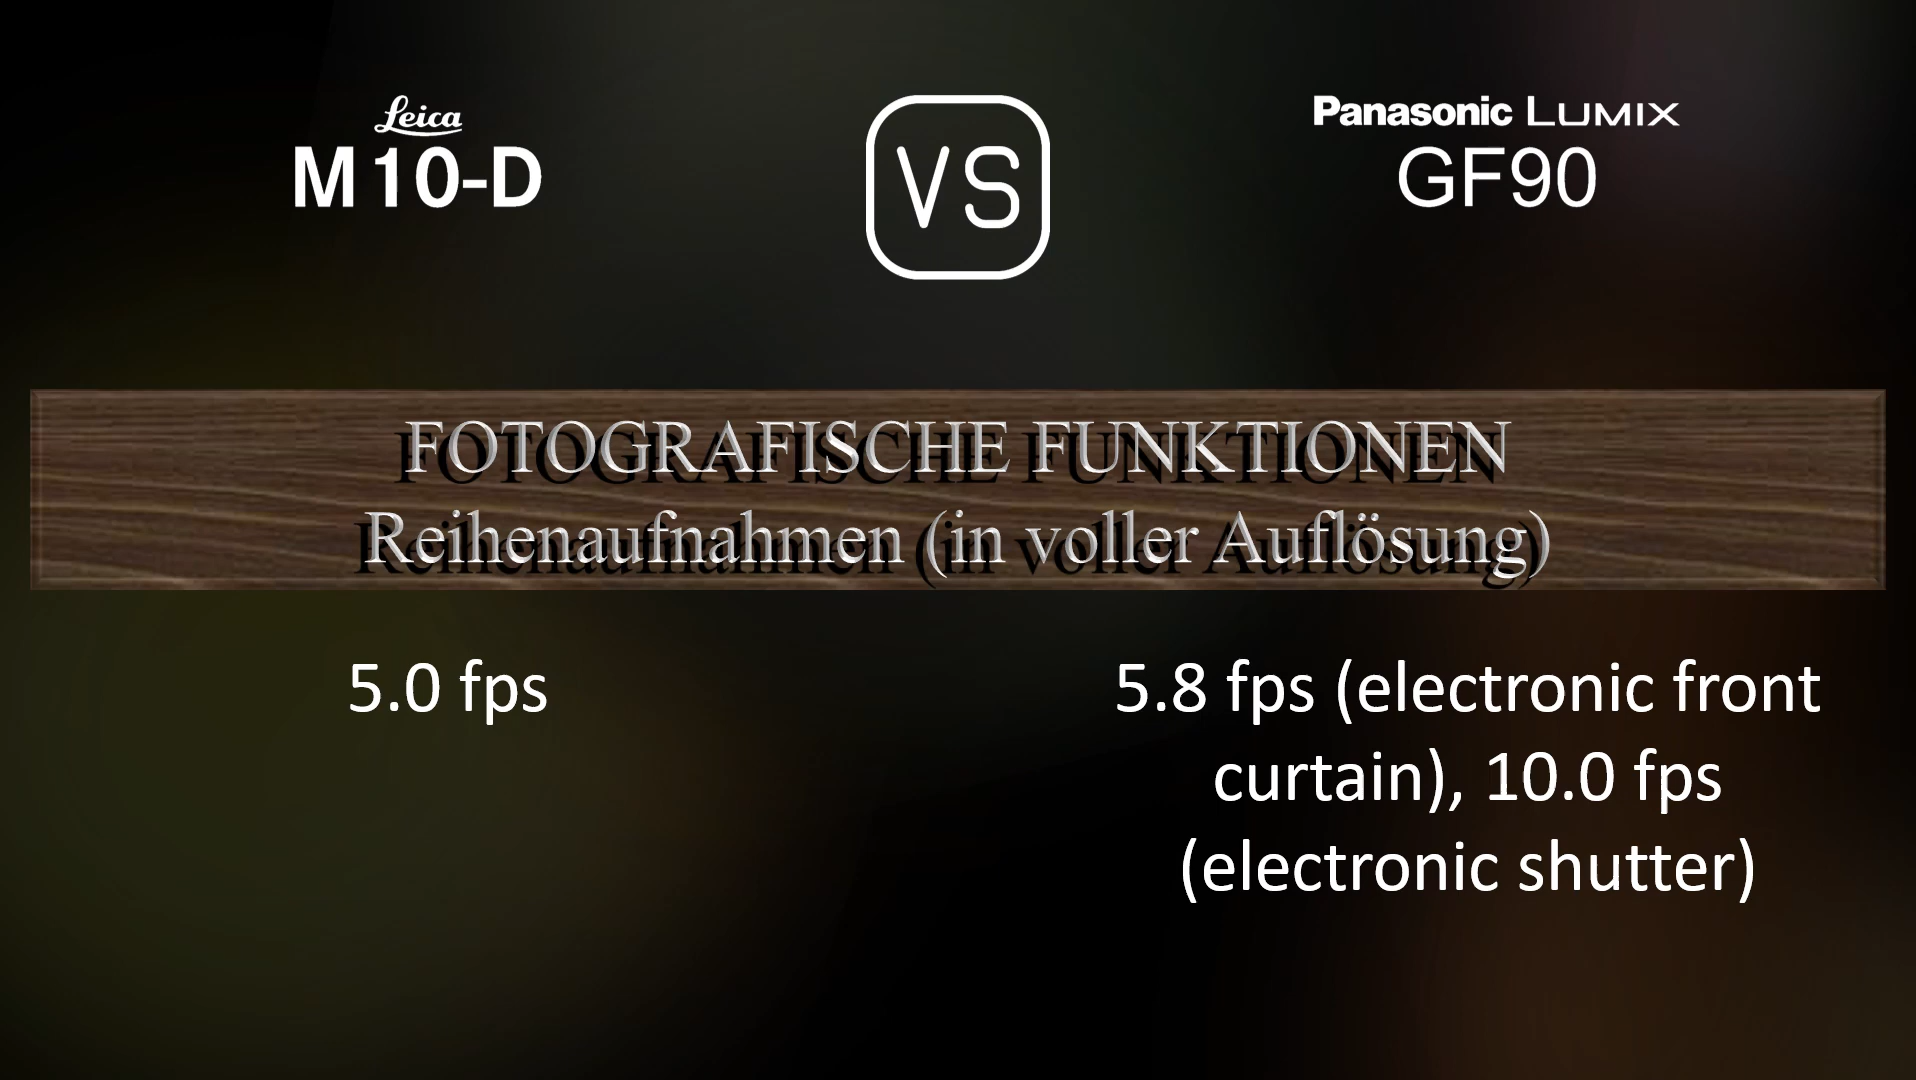 Leica
M10-D
VS
Panasonic LUMIX
GF90
FOTOGRAFISCHE FUNKTIONEN
Reihenaufnahmen (in voller Auflösung)
5.0 fps
5.8 fps (electronic front
curtain), 10.0 fps
(electronic shutter)